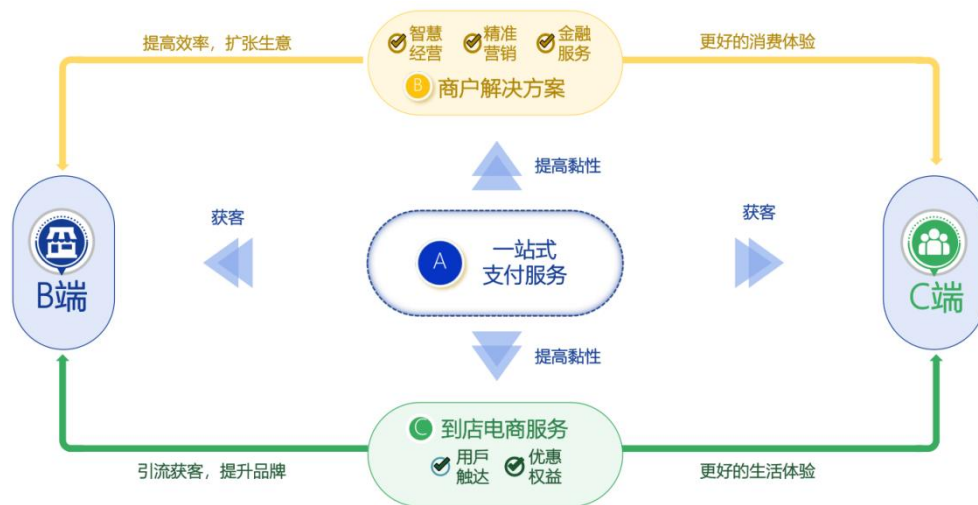 智慧经营
精准营销
金融服务
提高效率，扩张生意
更好的消费体验
B 商户解决方案
提高黏性
获客
获客
A
一站式
支付服务
B端
C端
提高黏性
C 到店电商服务
用戶触达
优惠权益
引流获客，提升品牌
更好的生活体验